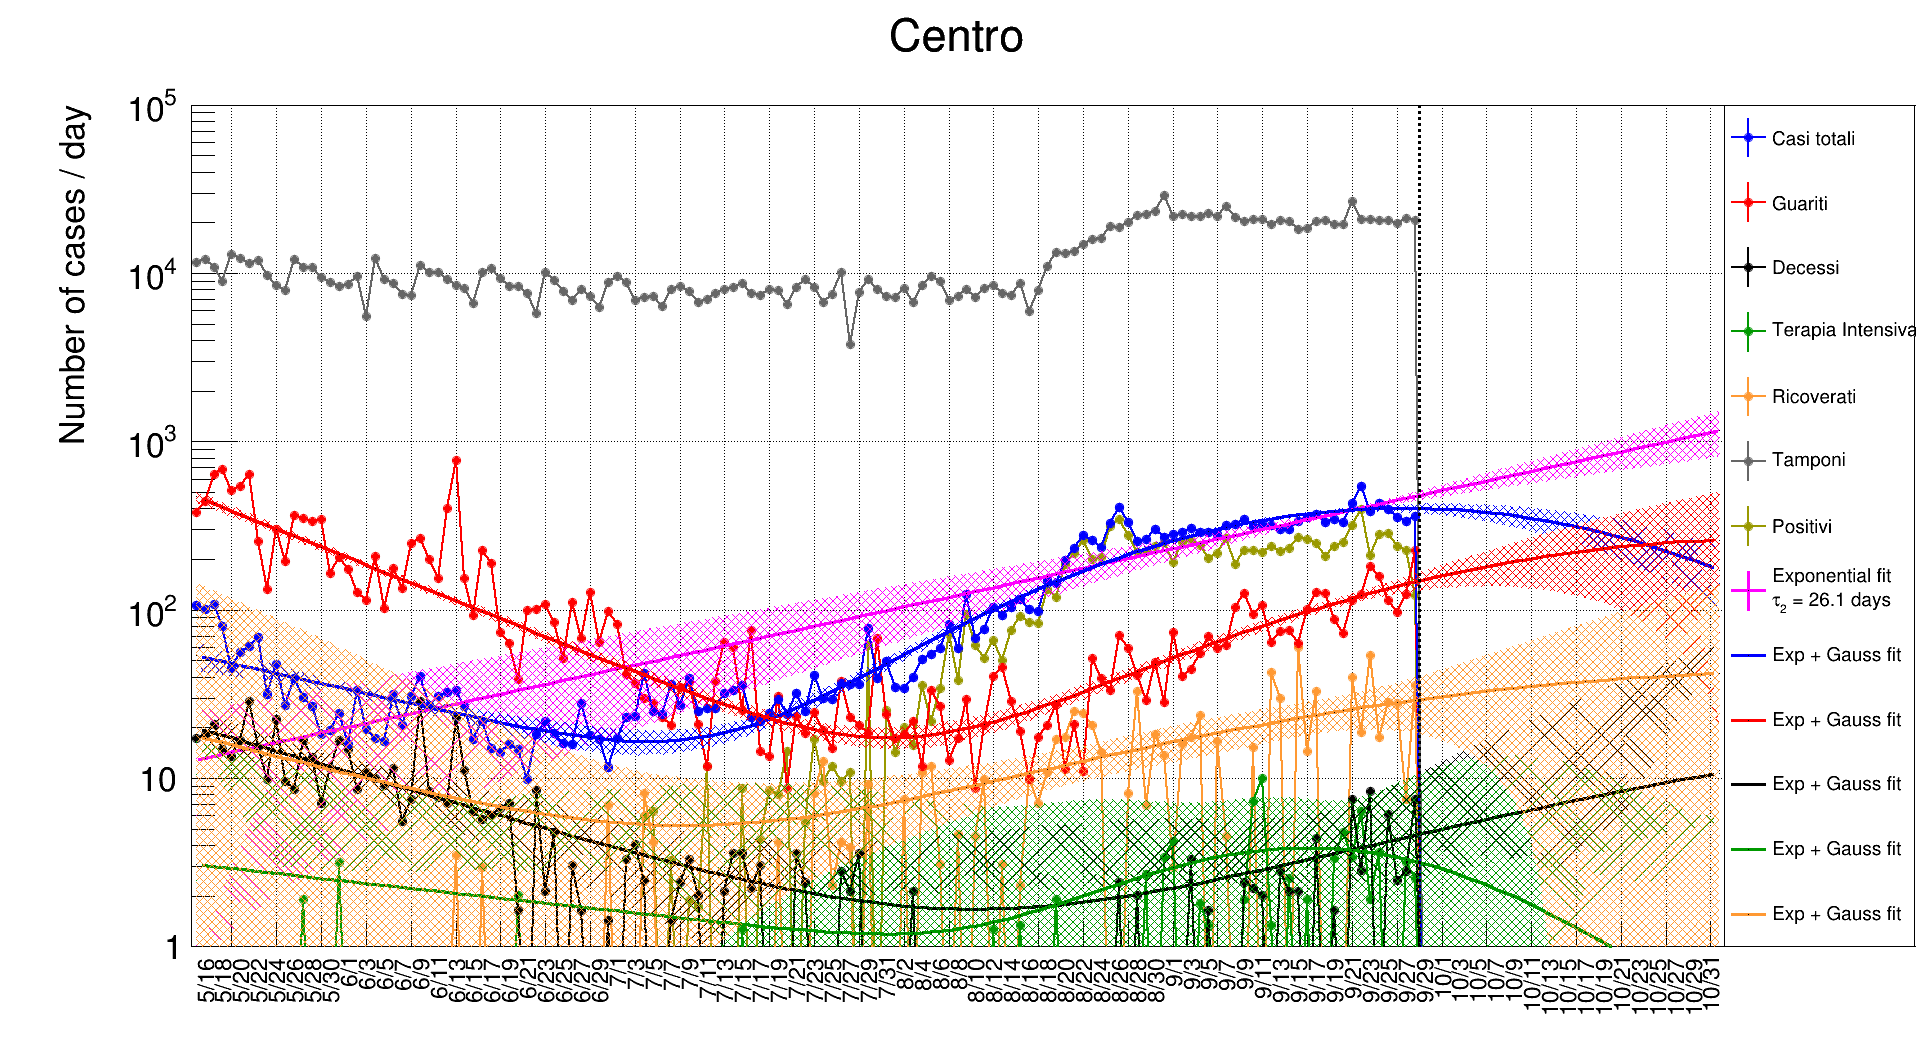 Centro
Number of cases / day
10^5
10^4
10^3
10^2
10
1
5/16 5/18 5/20 5/22 5/24 5/26 5/28 5/30 6/1 6/3 6/5 6/7 6/9 6/11 6/13 6/15 6/17 6/19 6/21 6/23 6/25 6/27 6/29 7/1 7/3 7/5 7/7 7/9 7/11 7/13 7/15 7/17 7/19 7/21 7/23 7/25 7/27 7/29 7/31 8/2 8/4 8/6 8/8 8/10 8/12 8/14 8/16 8/18 8/20 8/22 8/24 8/26 8/28 8/30 9/1 9/3 9/5 9/7 9/9 9/11 9/13 9/15 9/17 9/19 9/21 9/23 9/25 9/27 9/29 10/1 10/3 10/5 10/7 10/9 10/11 10/13 10/15 10/17 10/19 10/21 10/23 10/25 10/27 10/29 10/31
Casi totali
Guariti
Decessi
Terapia Intensiva
Ricoverati
Tamponi
Positivi
Exponential fit
τ₂ = 26.1 days
Exp + Gauss fit
Exp + Gauss fit
Exp + Gauss fit
Exp + Gauss fit
Exp + Gauss fit